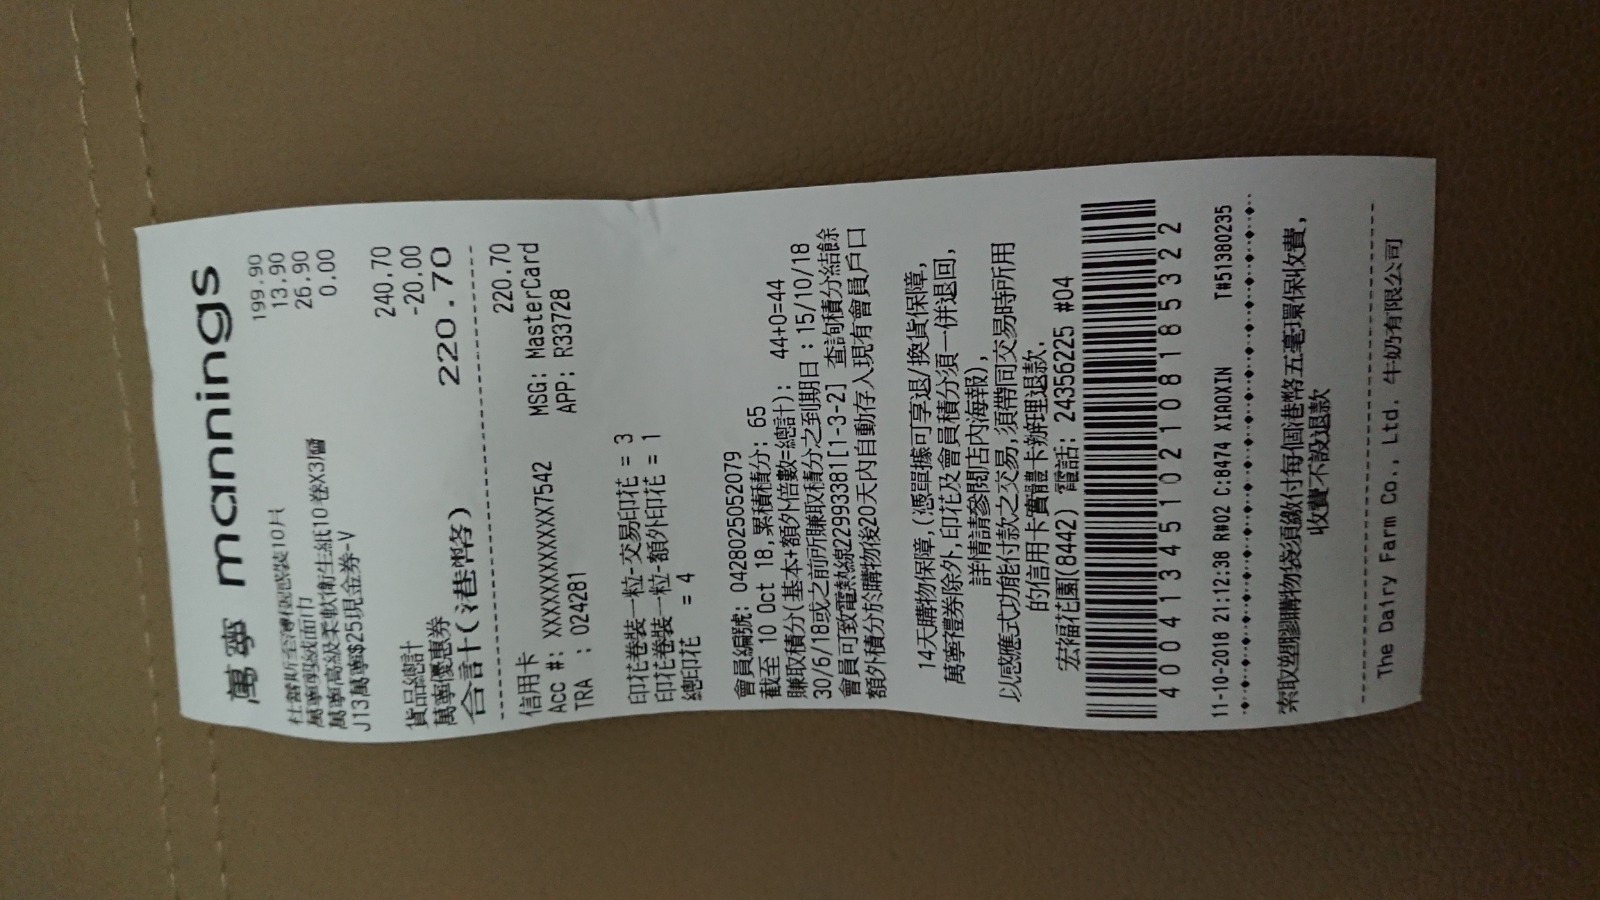 萬寧 mannings
杜蕾斯至薄極感裝10片 199.90
萬寧剪絨面巾 13.90
萬寧高級柔軟衛生紙10卷X3層 26.90
J13萬寧$25現金券-V 0.00
貨品總計 240.70
萬寧優惠券 -20.00
合計(港幣) 220.70
信用卡 220.70
Acc #: XXXXXXXXXXXX7542 MSG: MasterCard
TRA : 024281 APP: R33728
印花卷裝一粒-交易印花 = 3
印花卷裝一粒-額外印花 = 1
總印花 = 4
會員編號: 0428025052079
截至 10 Oct 18,累積積分: 65
賺取積分(基本+額外倍數=總計): 44+0=44
30/6/18或之前所賺取積分之到期日：15/10/18
會員可致電熱線22993381[1-3-2] 查詢積分結餘
額外積分於購物後20天內自動存入現有會員戶口
14天購物保障,(憑單據可享退/換貨保障,
萬寧禮券除外,印花及會員積分須一併退回,
詳情請參閱店內海報),
以感應式功能付款之交易,須帶同交易時所用
的信用卡實體卡辦理退款.
宏福花園(8442) 電話: 24356225 #04
400413451021081853​22
11-10-2018 21:12:38 R#02 C:8474 XIAOXIN T#51380235
索取塑膠購物袋須繳付每個港幣五毫環保收費,
收費不設退款
The Dairy Farm Co., Ltd. 牛奶有限公司